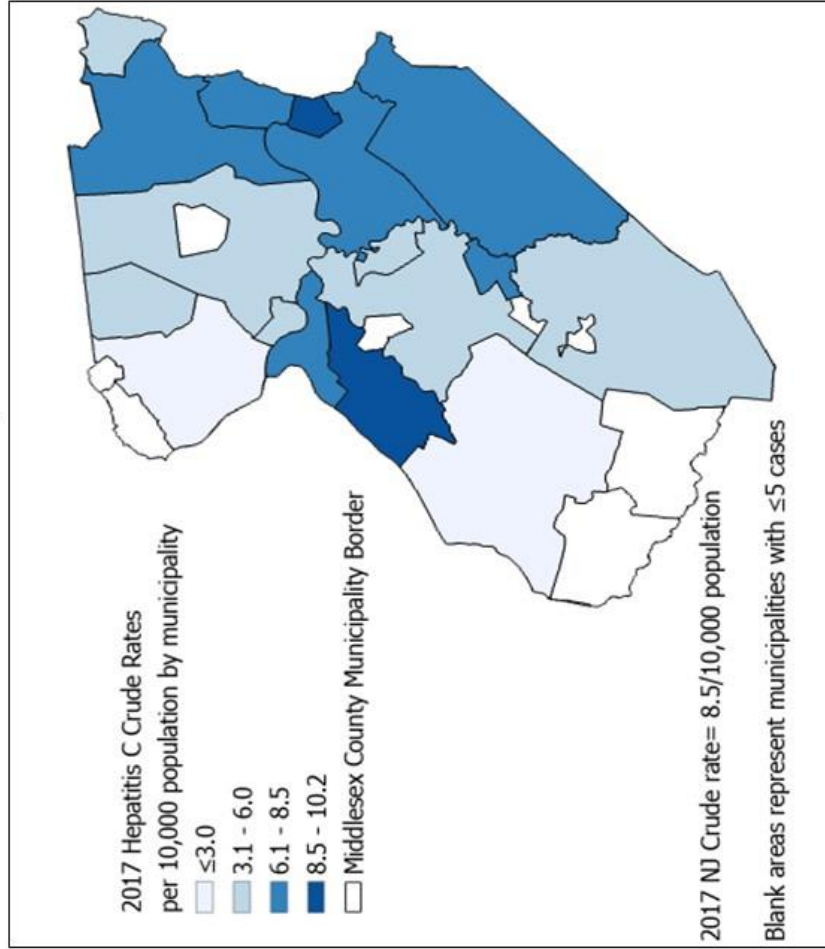 2017 Hepatitis C Crude Rates
per 10,000 population by municipality
≤3.0
3.1 - 6.0
6.1 - 8.5
8.5 - 10.2
Middlesex County Municipality Border
2017 NJ Crude rate= 8.5/10,000 population
Blank areas represent municipalities with ≤5 cases